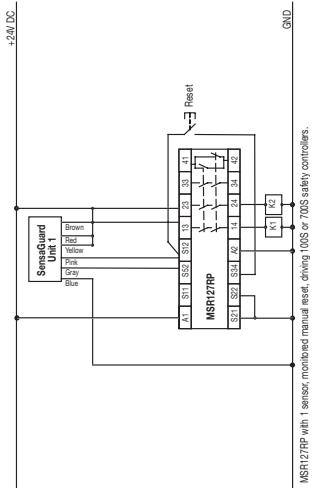 +24V DC
GND
SensaGuard
Unit 1
Brown
Red
Yellow
Pink
Gray
Blue
Reset
A1
S11
S52
S12
13
23
33
41
MSR127RP
S21
S22
S34
A2
14
24
34
42
K1
K2
MSR127RP with 1 sensor, monitored manual reset, driving 100S or 700S safety controllers.